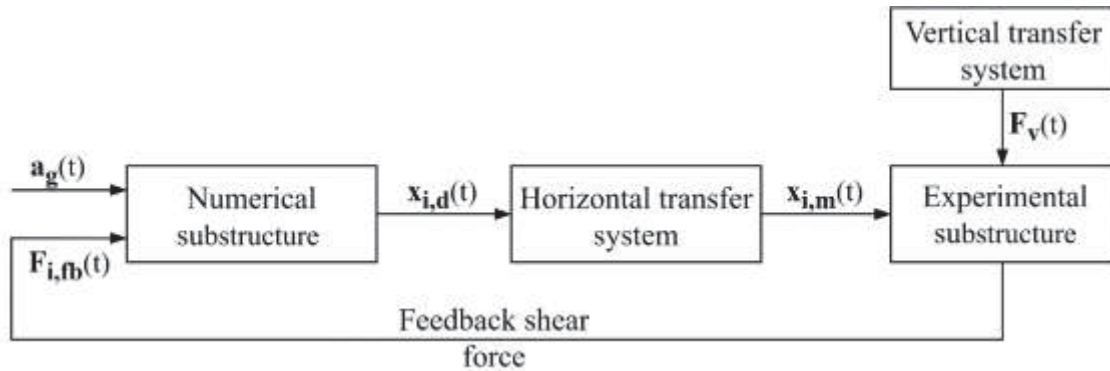 Vertical transfer
system
F_v(t)
a_g(t)
Numerical
substructure
x_i,d(t)
Horizontal transfer
system
x_i,m(t)
Experimental
substructure
F_i,fb(t)
Feedback shear
force